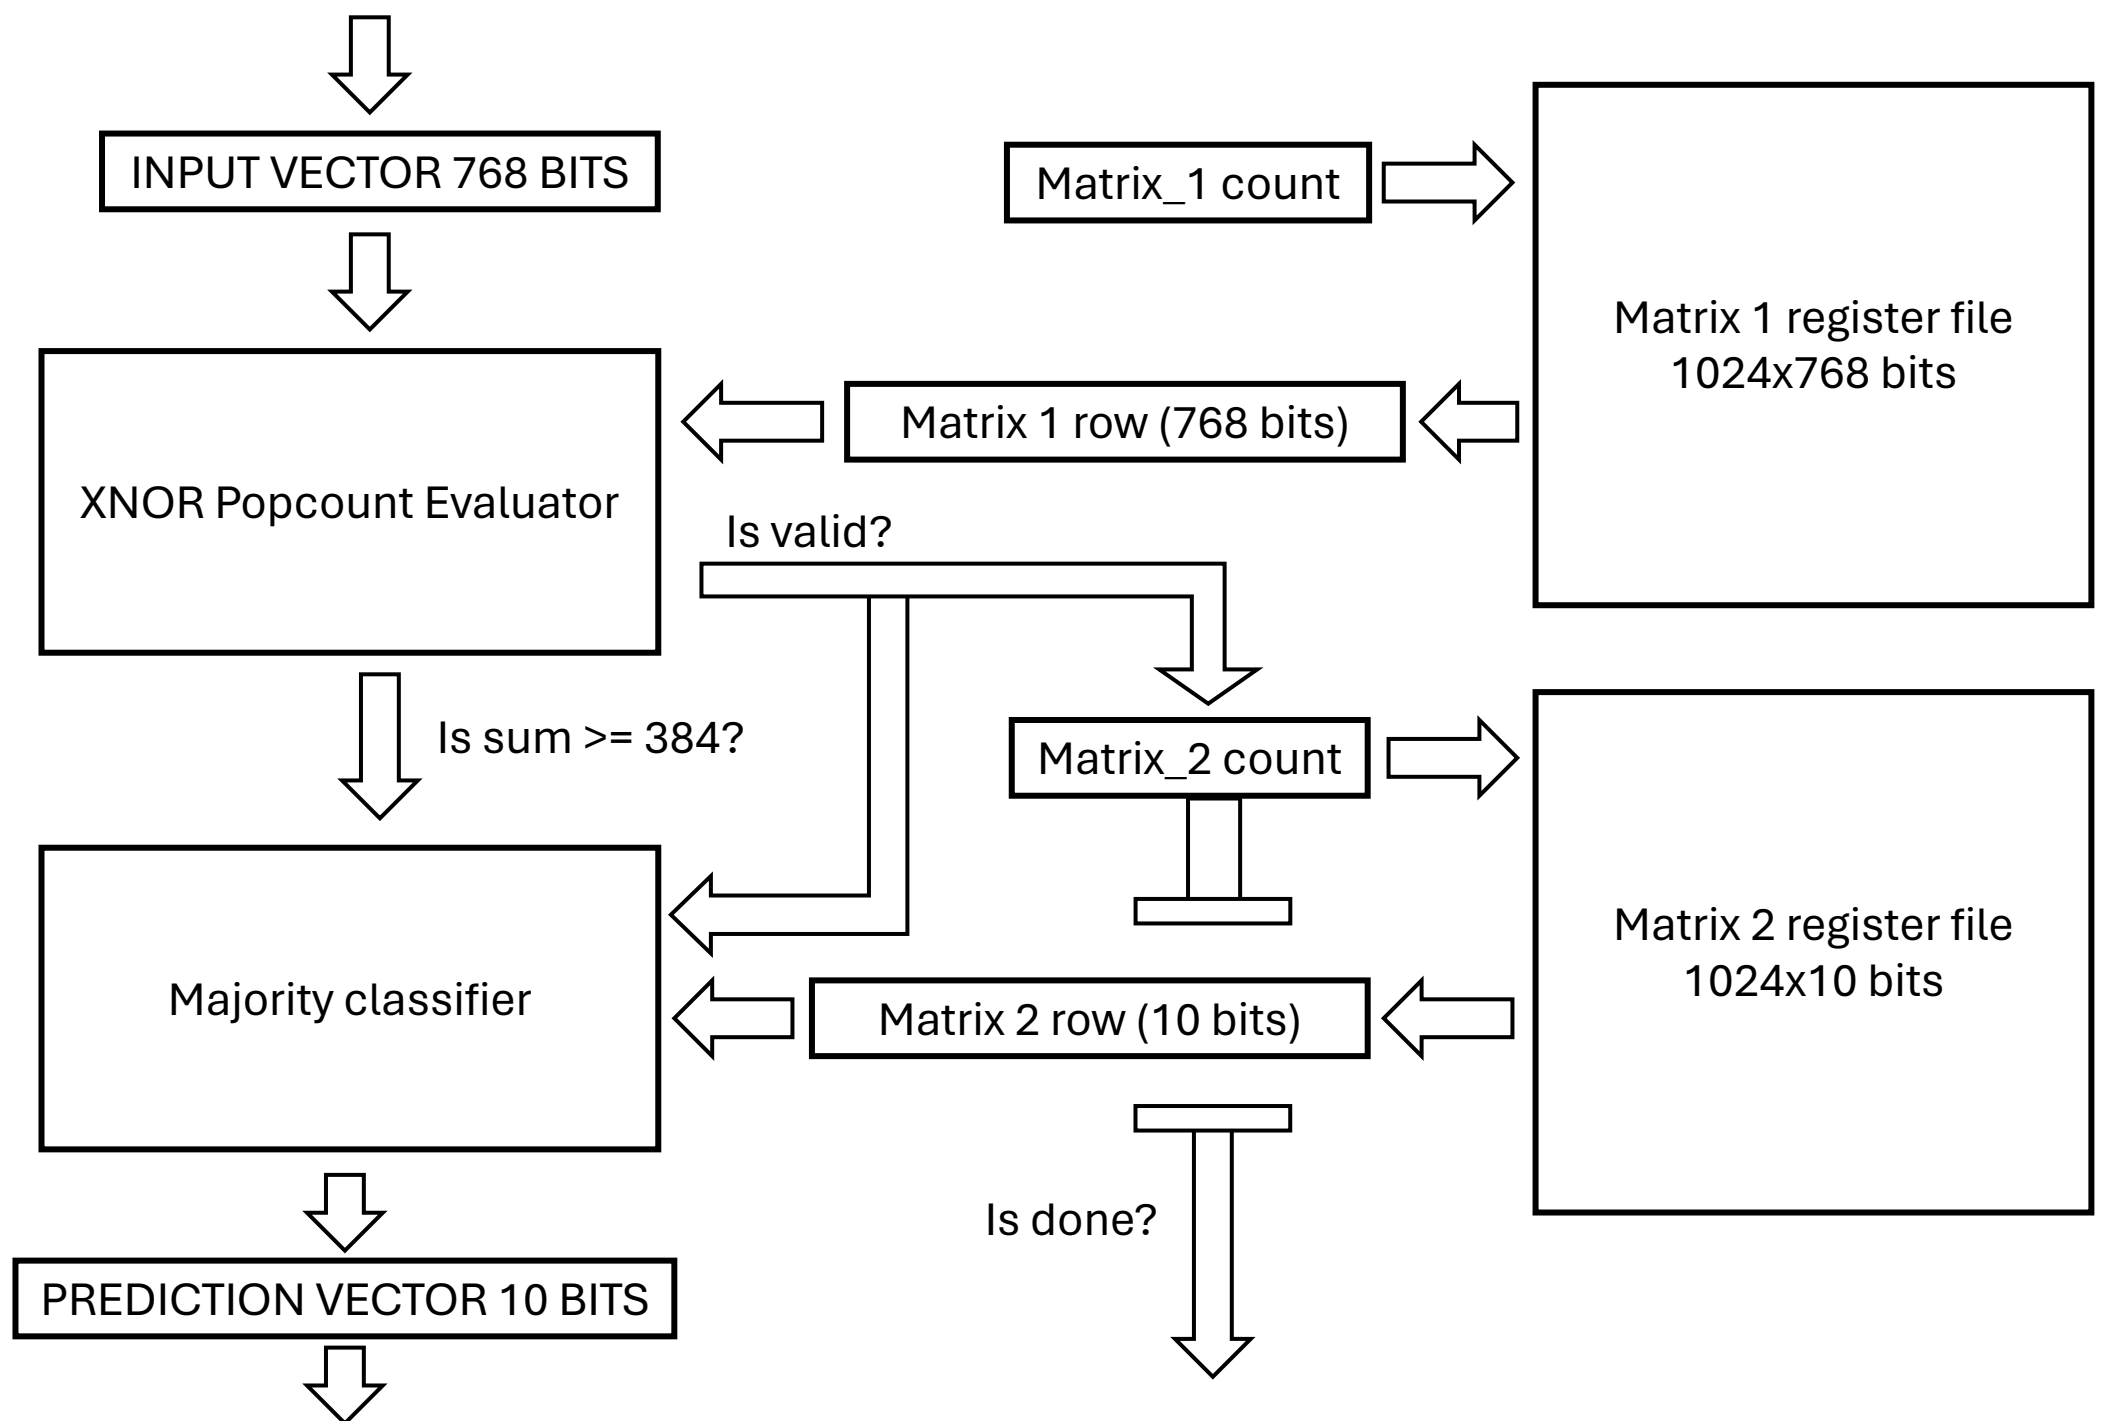 INPUT VECTOR 768 BITS
Matrix_1 count
Matrix 1 register file
1024x768 bits
Matrix 1 row (768 bits)
XNOR Popcount Evaluator
Is valid?
Is sum >= 384?
Matrix_2 count
Matrix 2 register file
1024x10 bits
Majority classifier
Matrix 2 row (10 bits)
Is done?
PREDICTION VECTOR 10 BITS